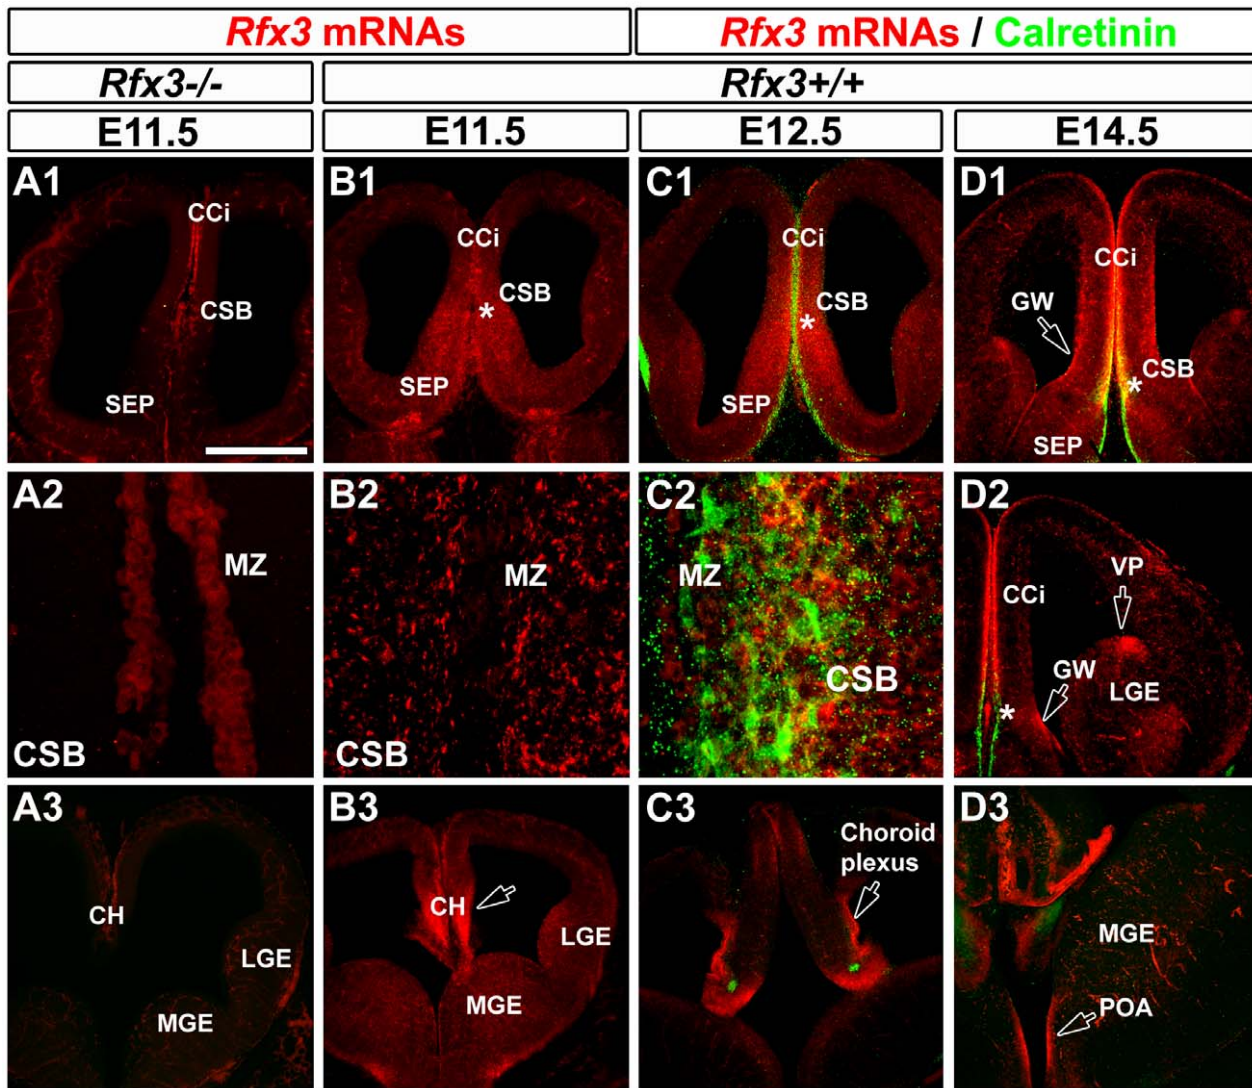 Rfx3 mRNAs
Rfx3 mRNAs / Calretinin
Rfx3-/-
Rfx3+/+
E11.5
E11.5
E12.5
E14.5
A1
CCi
CSB
SEP
B1
CCi
CSB
*
SEP
C1
CCi
CSB
*
SEP
D1
CCi
GW
CSB
*
SEP
A2
MZ
CSB
B2
MZ
CSB
C2
MZ
CSB
D2
VP
CCi
GW
LGE
*
A3
CH
LGE
MGE
B3
CH
LGE
MGE
C3
Choroid
plexus
D3
MGE
POA